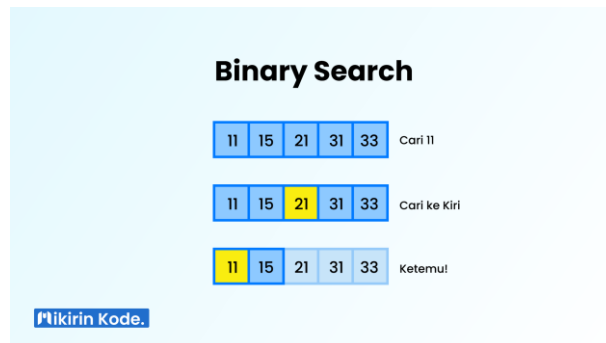 Binary Search
11 15 21 31 33 Cari 11
11 15 21 31 33 Cari ke Kiri
11 15 21 31 33 Ketemu!
Mikirin Kode.